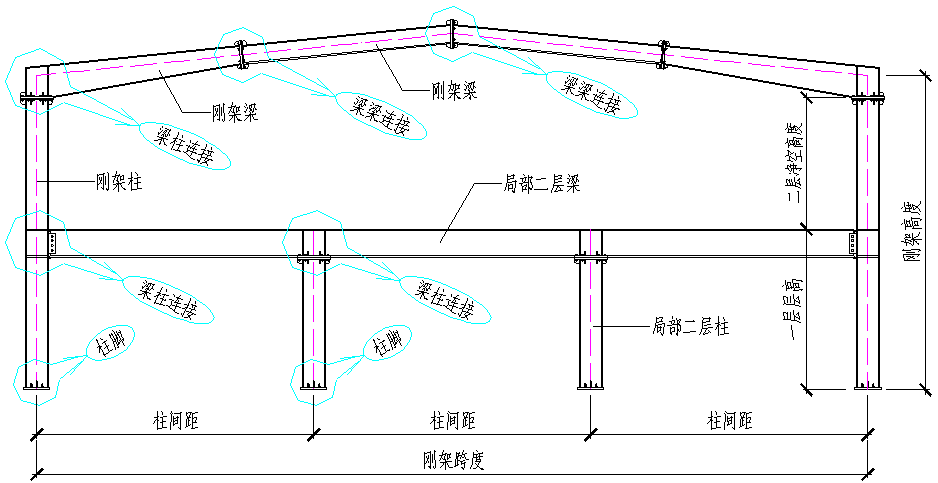 刚架梁
刚架梁
梁梁连接
梁梁连接
梁柱连接
刚架柱
局部二层梁
二层净空高度
刚架高度
梁柱连接
梁柱连接
一层层高
柱脚
柱脚
局部二层柱
柱间距
柱间距
柱间距
刚架跨度